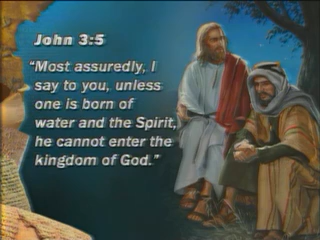 John 3:5
“Most assuredly, I
say to you, unless
one is born of
water and the Spirit,
he cannot enter the
kingdom of God.”